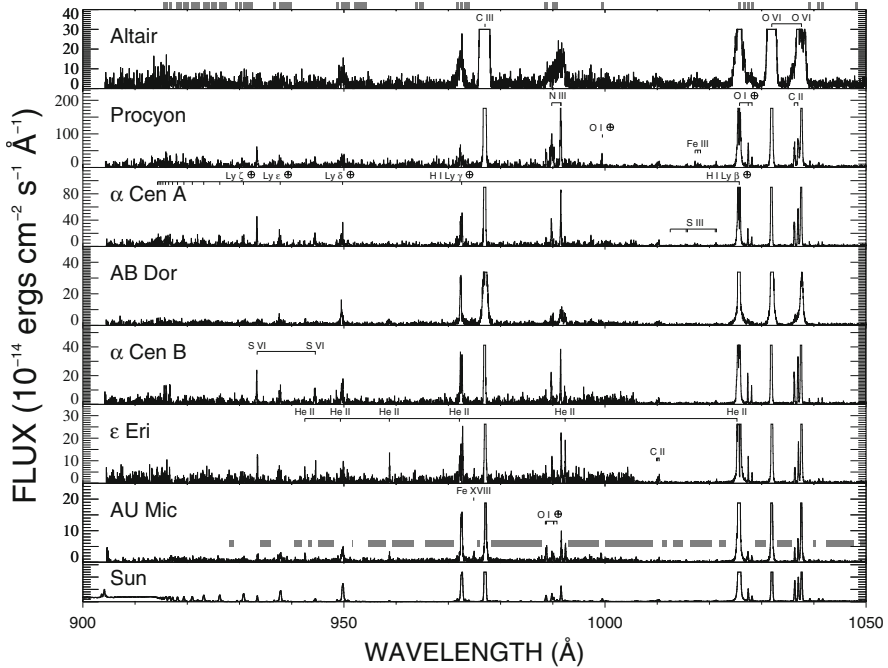 FLUX (10⁻¹⁴ ergs cm⁻² s⁻¹ Å⁻¹)
40
30
20
10
0
Altair
C III
O VI O VI
200
100
0
Procyon
N III
O I ⊕
Fe III
O I ⊕
C II
80
40
0
Ly ζ ⊕ Ly ε ⊕ Ly δ ⊕ H I Ly γ ⊕ H I Ly β ⊕
α Cen A
S III
40
20
0
AB Dor
40
20
0
α Cen B
S VI S VI
30
20
10
0
He II He II He II He II He II He II
ε Eri
C II
20
10
0
AU Mic
Fe XVIII
O I ⊕
Sun
900 950 1000 1050
WAVELENGTH (Å)